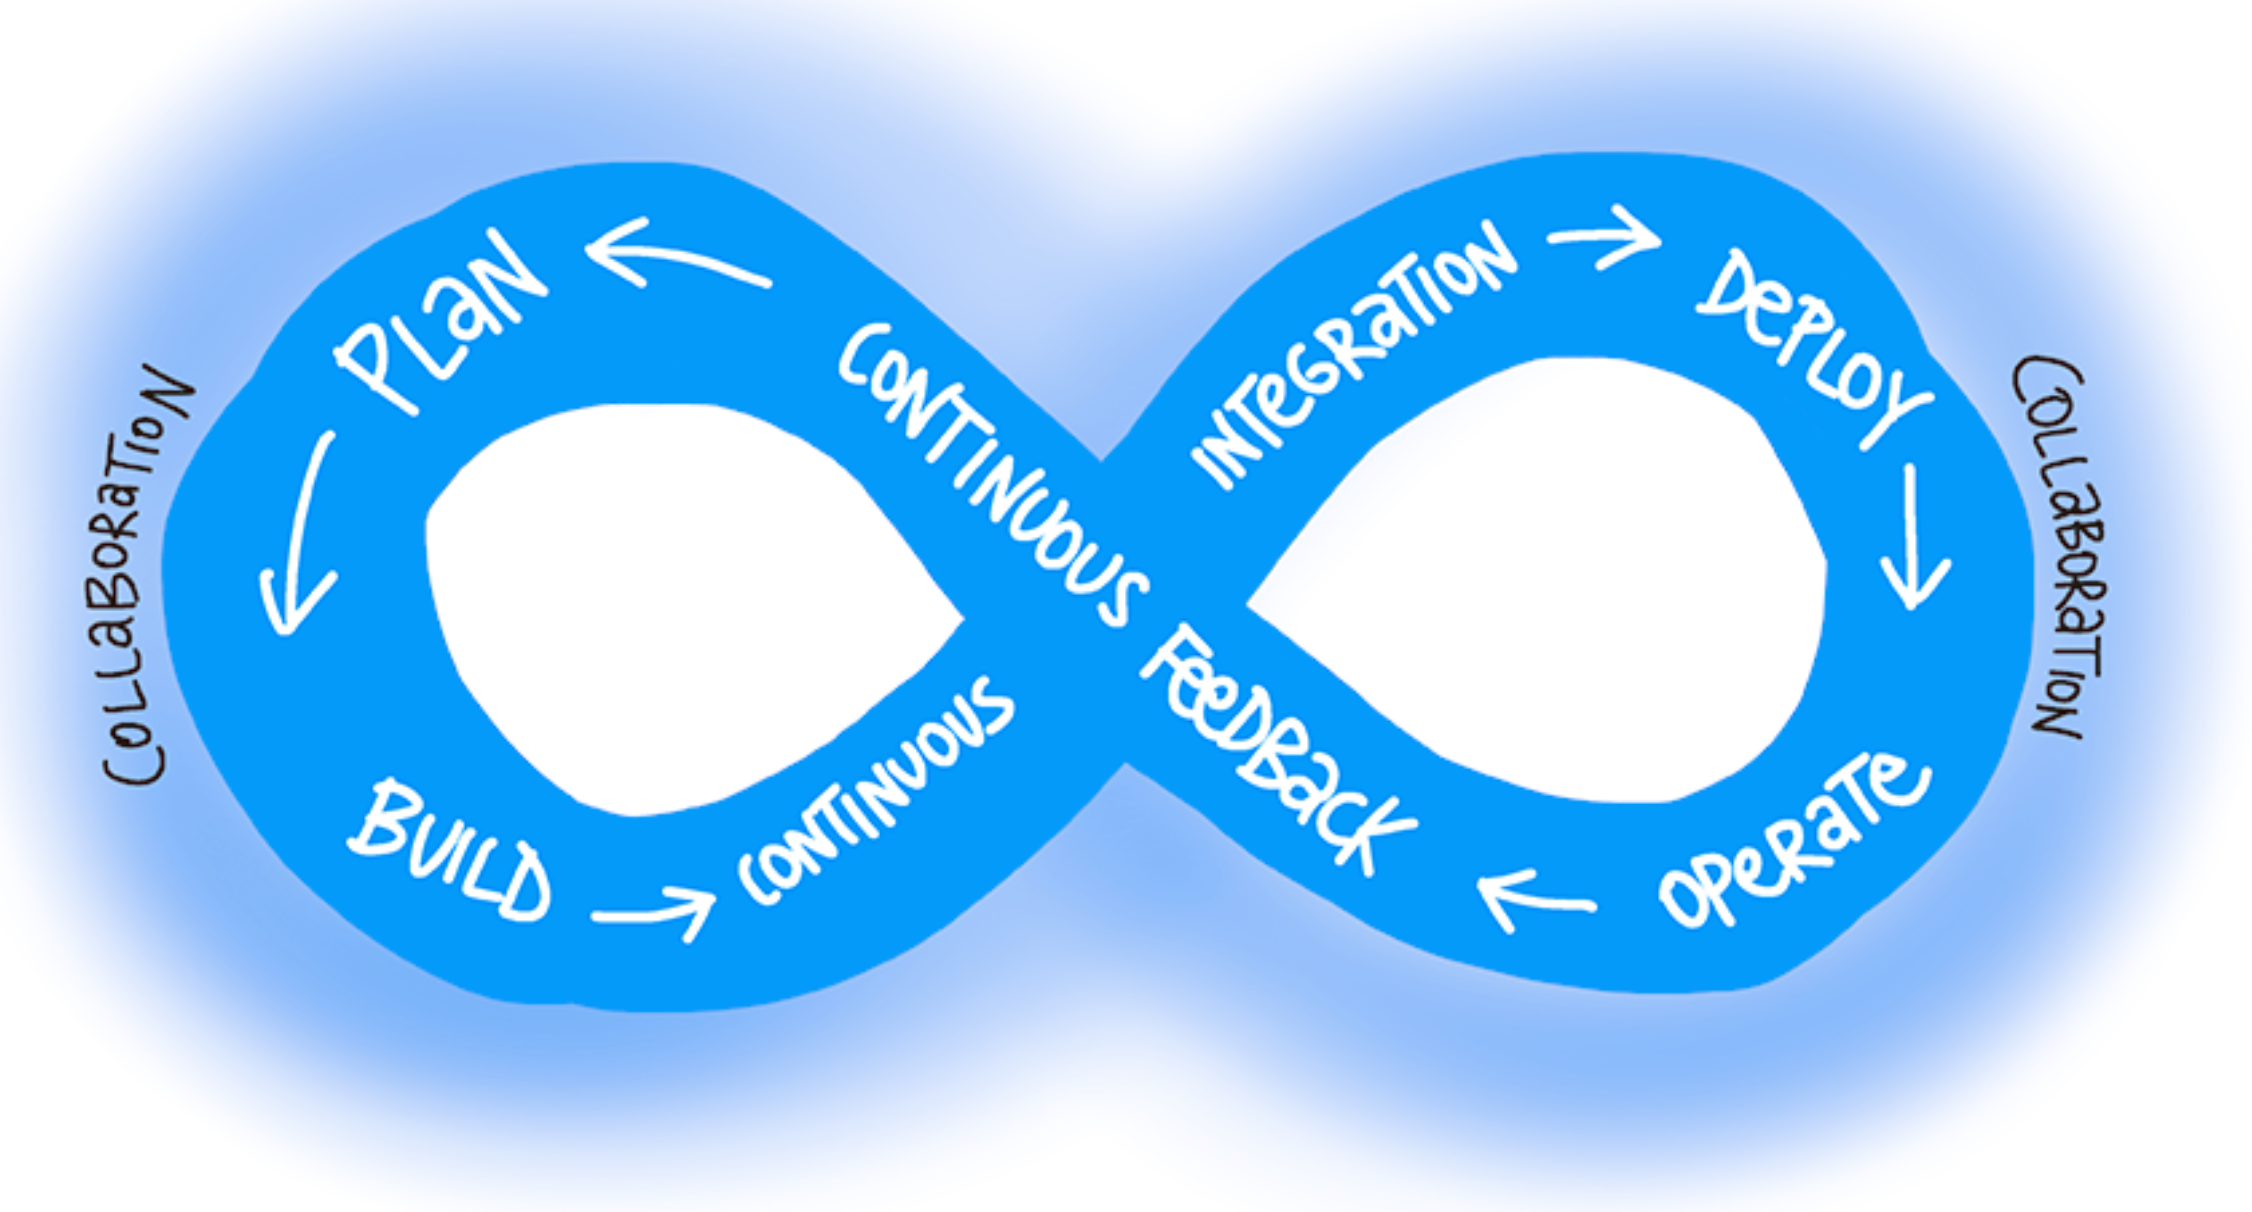 COLLABORATION
PLAN
BUILD
CONTINUOUS
INTEGRATION
DEPLOY
OPERATE
CONTINUOUS FEEDBACK
COLLABORATION